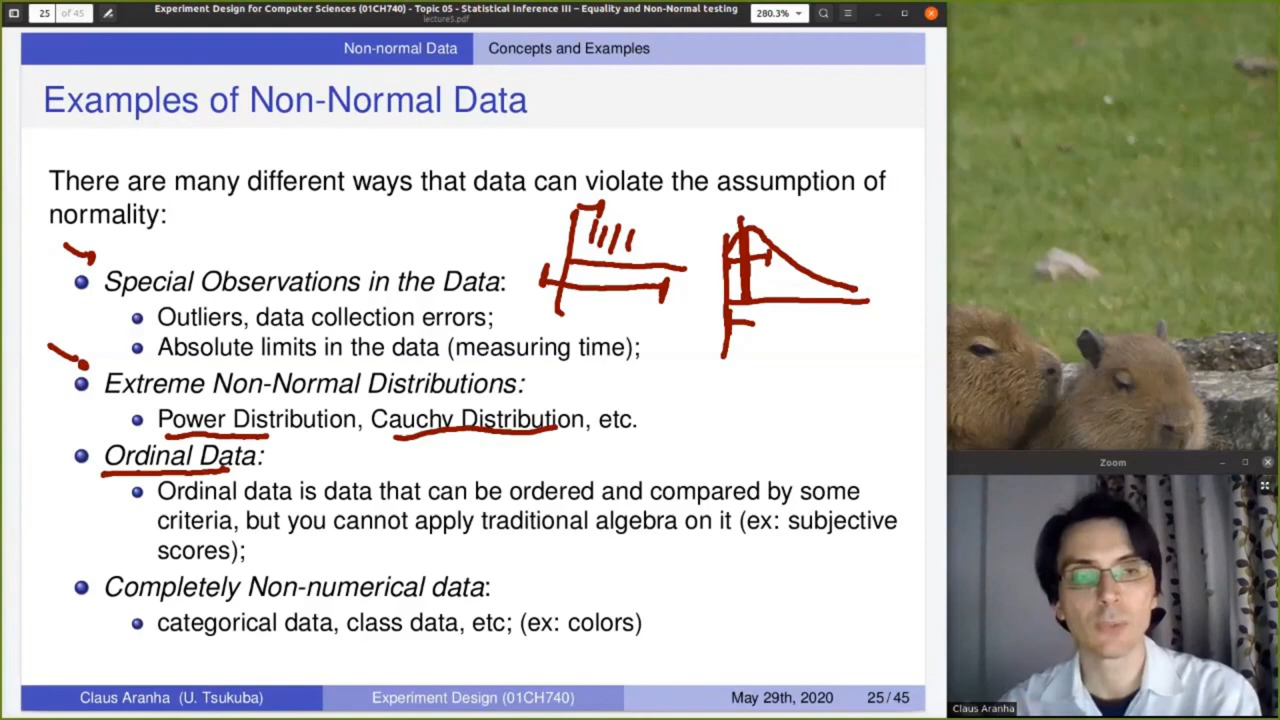 25 of 45
Experiment Design for Computer Sciences (01CH740) - Topic 05 - Statistical Inference III – Equality and Non-Normal testing
lecture5.pdf
280.3%
Non-normal Data
Concepts and Examples
Examples of Non-Normal Data
There are many different ways that data can violate the assumption of
normality:
Special Observations in the Data:
Outliers, data collection errors;
Absolute limits in the data (measuring time);
Extreme Non-Normal Distributions:
Power Distribution, Cauchy Distribution, etc.
Ordinal Data:
Ordinal data is data that can be ordered and compared by some
criteria, but you cannot apply traditional algebra on it (ex: subjective
scores);
Completely Non-numerical data:
categorical data, class data, etc; (ex: colors)
Claus Aranha (U. Tsukuba)
Experiment Design (01CH740)
May 29th, 2020
25 / 45
Zoom
Claus Aranha